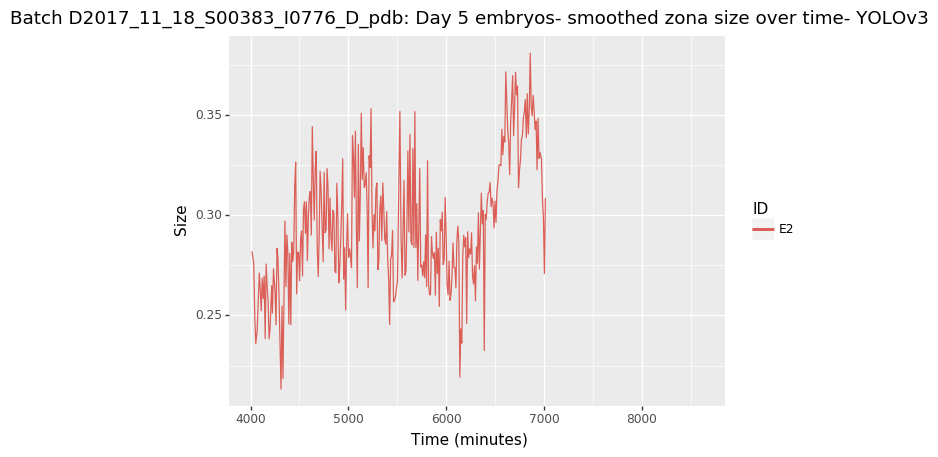 Batch D2017_11_18_S00383_I0776_D_pdb: Day 5 embryos- smoothed zona size over time- YOLOv3
0.35
0.30
0.25
Size
4000 5000 6000 7000 8000
Time (minutes)
ID
E2